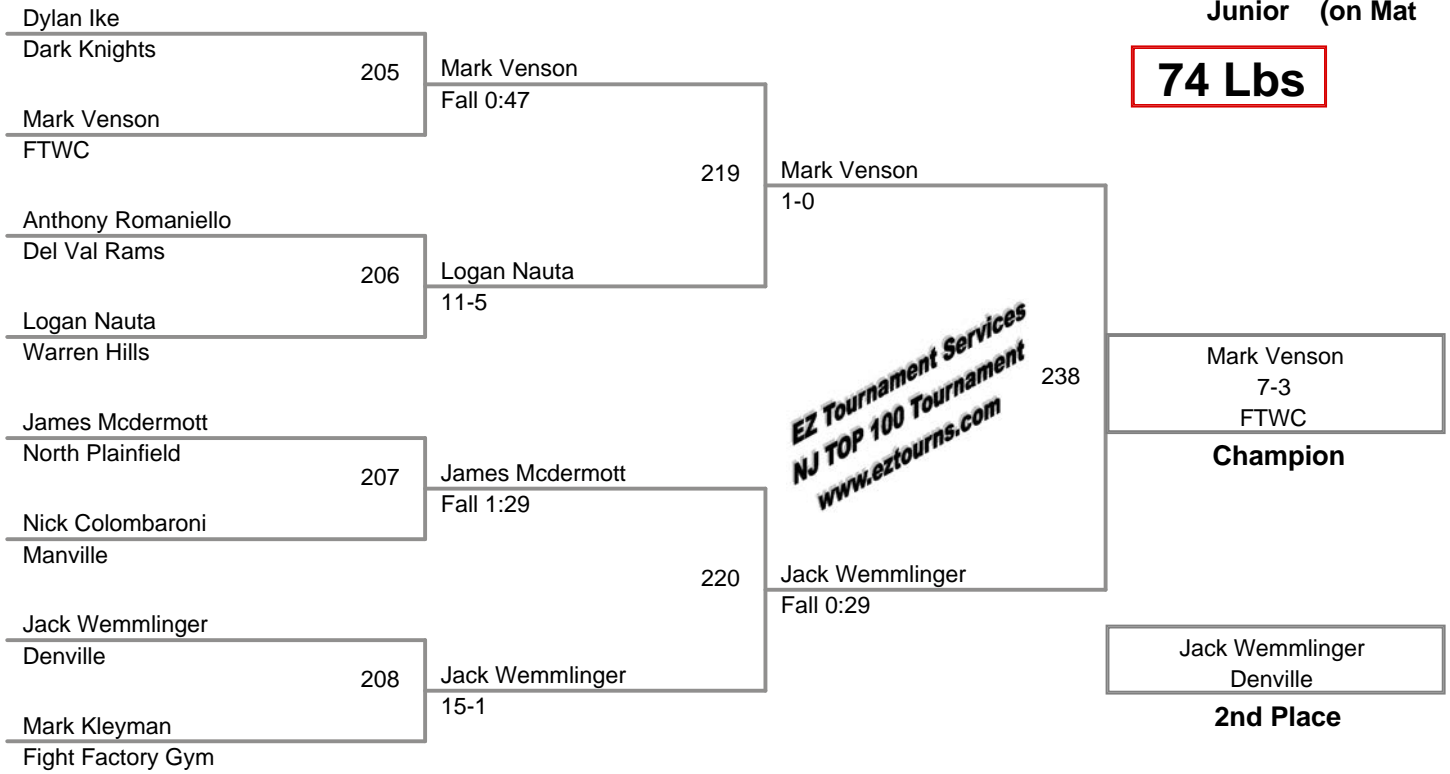 Junior (on Mat
74 Lbs
Dylan Ike
Dark Knights
205
Mark Venson
FTWC
Mark Venson
Fall 0:47
219
Anthony Romaniello
Del Val Rams
206
Logan Nauta
Warren Hills
Logan Nauta
11-5
Mark Venson
1-0
EZ Tournament Services
NJ TOP 100 Tournament
www.eztourns.com
238
Mark Venson
7-3
FTWC
Champion
James Mcdermott
North Plainfield
207
Nick Colombaroni
Manville
James Mcdermott
Fall 1:29
220
Jack Wemmlinger
Fall 0:29
Jack Wemmlinger
Denville
208
Mark Kleyman
Fight Factory Gym
Jack Wemmlinger
15-1
Jack Wemmlinger
Denville
2nd Place